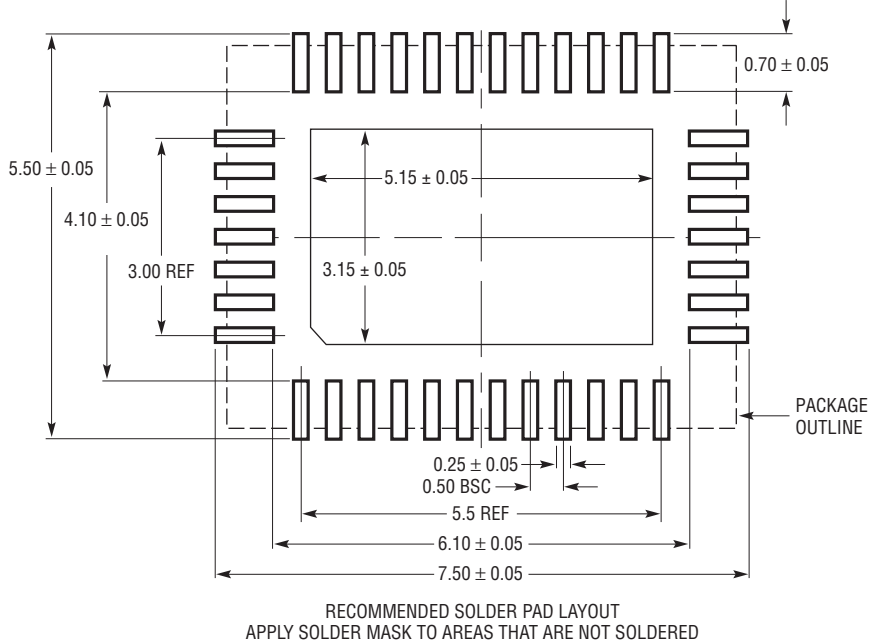 0.70 ± 0.05
5.50 ± 0.05
5.15 ± 0.05
4.10 ± 0.05
3.00 REF
3.15 ± 0.05
PACKAGE
OUTLINE
0.25 ± 0.05
0.50 BSC
5.5 REF
6.10 ± 0.05
7.50 ± 0.05
RECOMMENDED SOLDER PAD LAYOUT
APPLY SOLDER MASK TO AREAS THAT ARE NOT SOLDERED